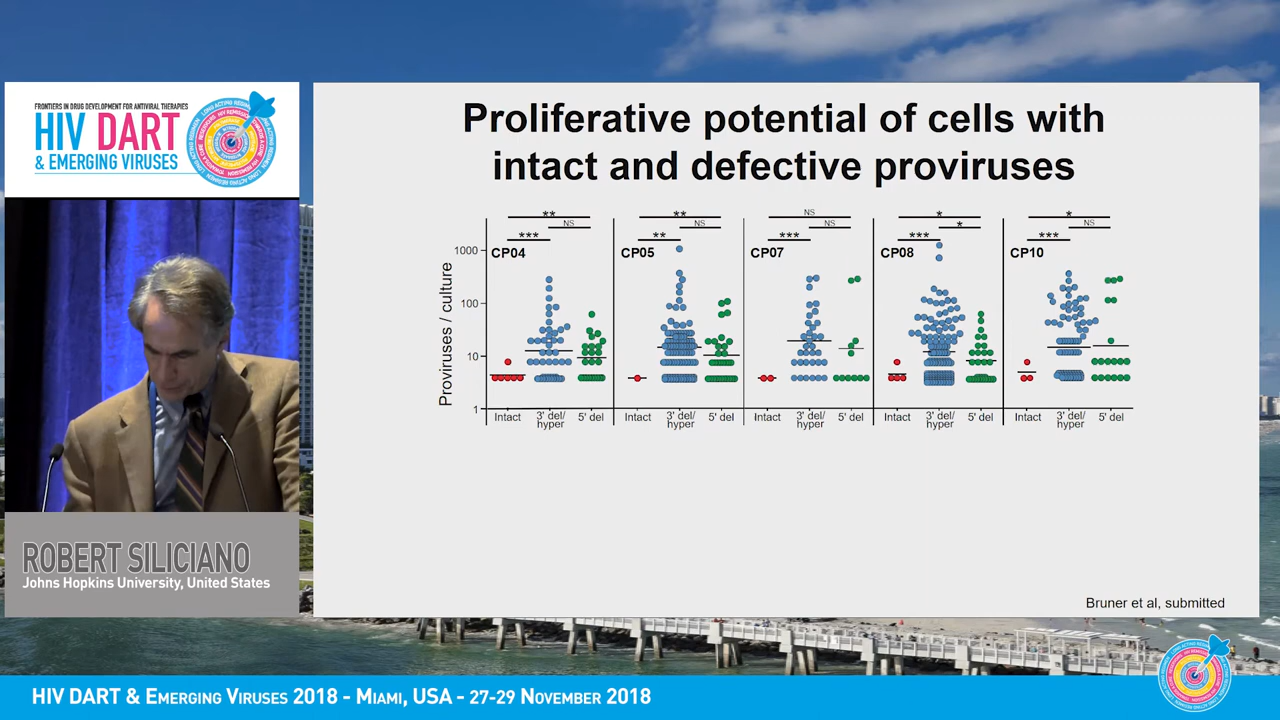 FRONTIERS IN DRUG DEVELOPMENT FOR ANTIVIRAL THERAPIES
HIV DART
& EMERGING VIRUSES
Proliferative potential of cells with
intact and defective proviruses
Proviruses / culture
1000
100
10
1
**
NS
***
CP04
Intact
3' del/
hyper
5' del
**
NS
**
CP05
Intact
3' del/
hyper
5' del
NS
NS
***
CP07
Intact
3' del/
hyper
5' del
*
*
***
CP08
Intact
3' del/
hyper
5' del
*
NS
***
CP10
Intact
3' del/
hyper
5' del
Bruner et al, submitted
ROBERT SILICIANO
Johns Hopkins University, United States
HIV DART & EMERGING VIRUSES 2018 - MIAMI, USA - 27-29 NOVEMBER 2018